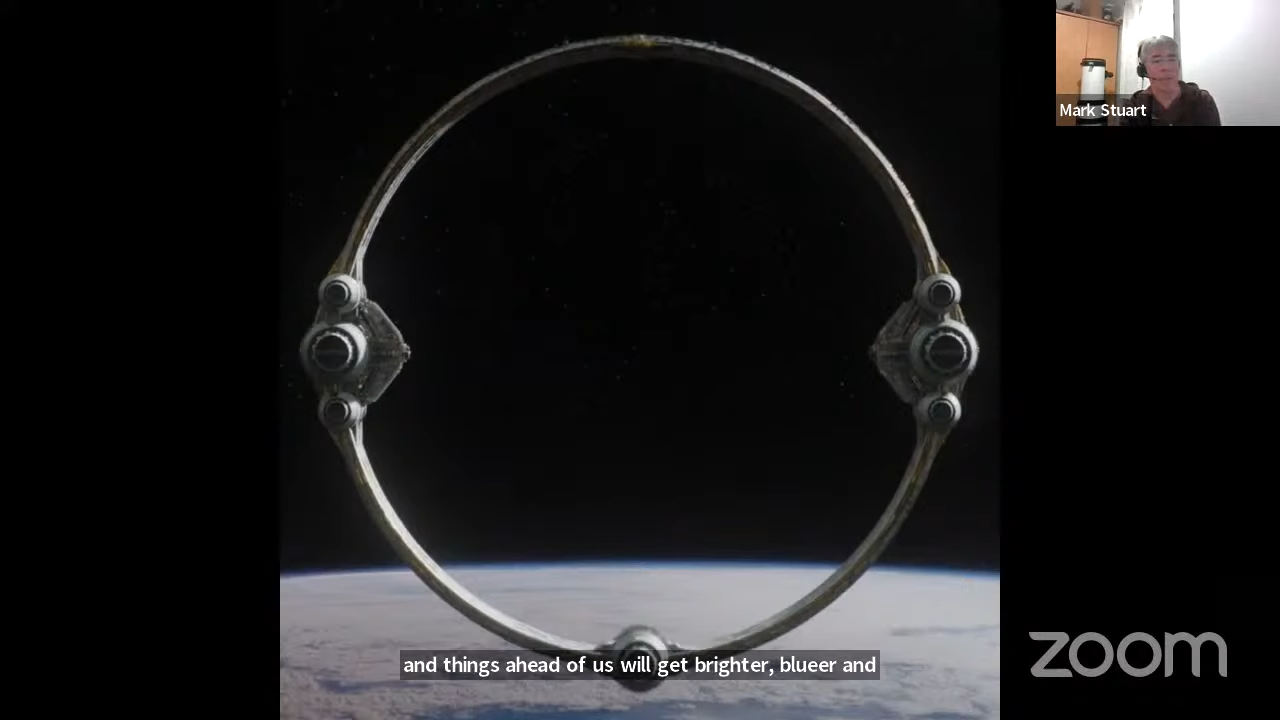 Mark Stuart
and things ahead of us will get brighter, blueer and
zoom